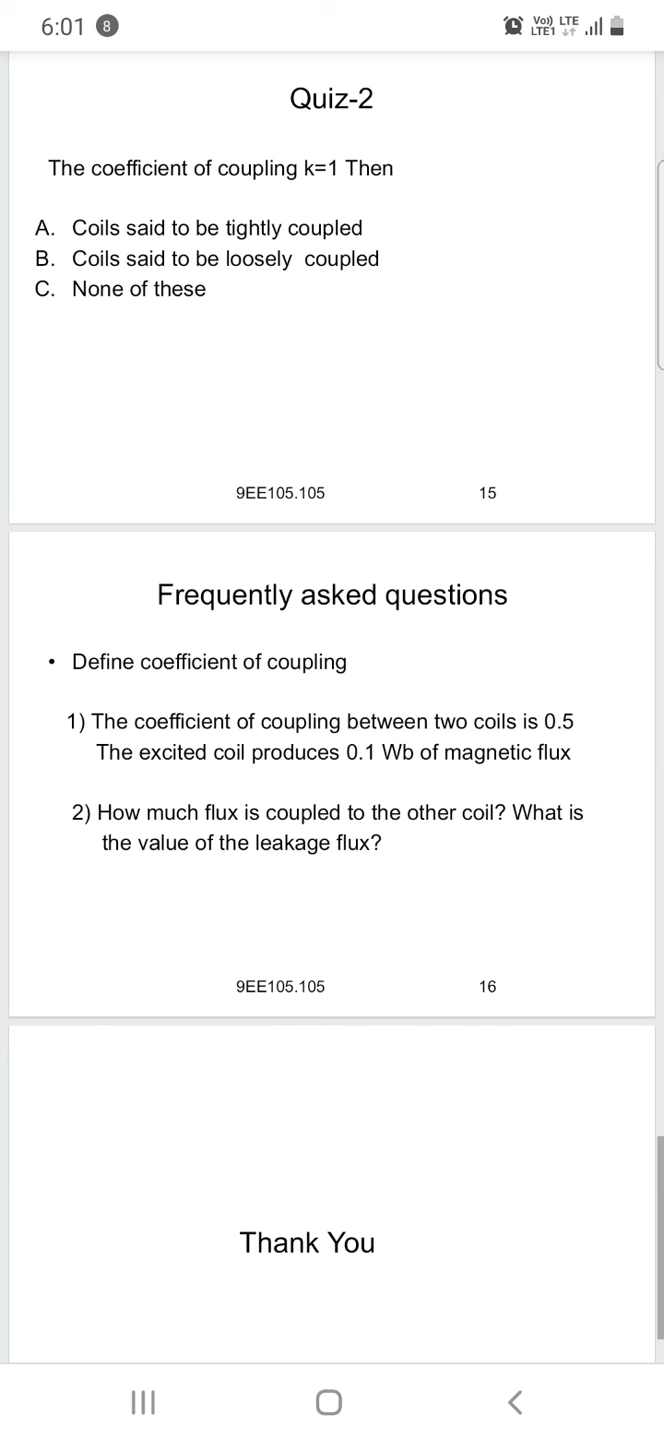 6:01 8 Vo)) LTE
LTE1
Quiz-2
The coefficient of coupling k=1 Then
A. Coils said to be tightly coupled
B. Coils said to be loosely coupled
C. None of these
9EE105.105 15
Frequently asked questions
• Define coefficient of coupling
1) The coefficient of coupling between two coils is 0.5
The excited coil produces 0.1 Wb of magnetic flux
2) How much flux is coupled to the other coil? What is
the value of the leakage flux?
9EE105.105 16
Thank You